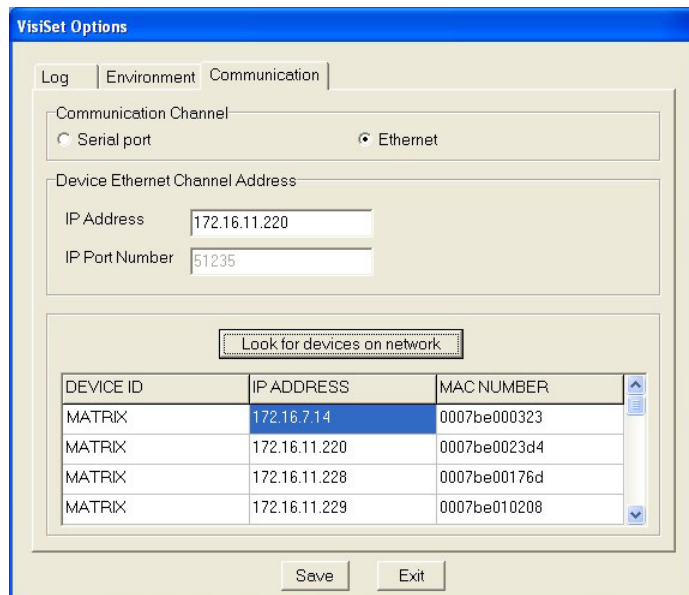 VisiSet Options
Log Environment Communication
Communication Channel
Serial port Ethernet
Device Ethernet Channel Address
IP Address 172.16.11.220
IP Port Number 51235
Look for devices on network
DEVICE ID IP ADDRESS MAC NUMBER
MATRIX 172.16.7.14 0007be000323
MATRIX 172.16.11.220 0007be0023d4
MATRIX 172.16.11.228 0007be00176d
MATRIX 172.16.11.229 0007be010208
Save Exit